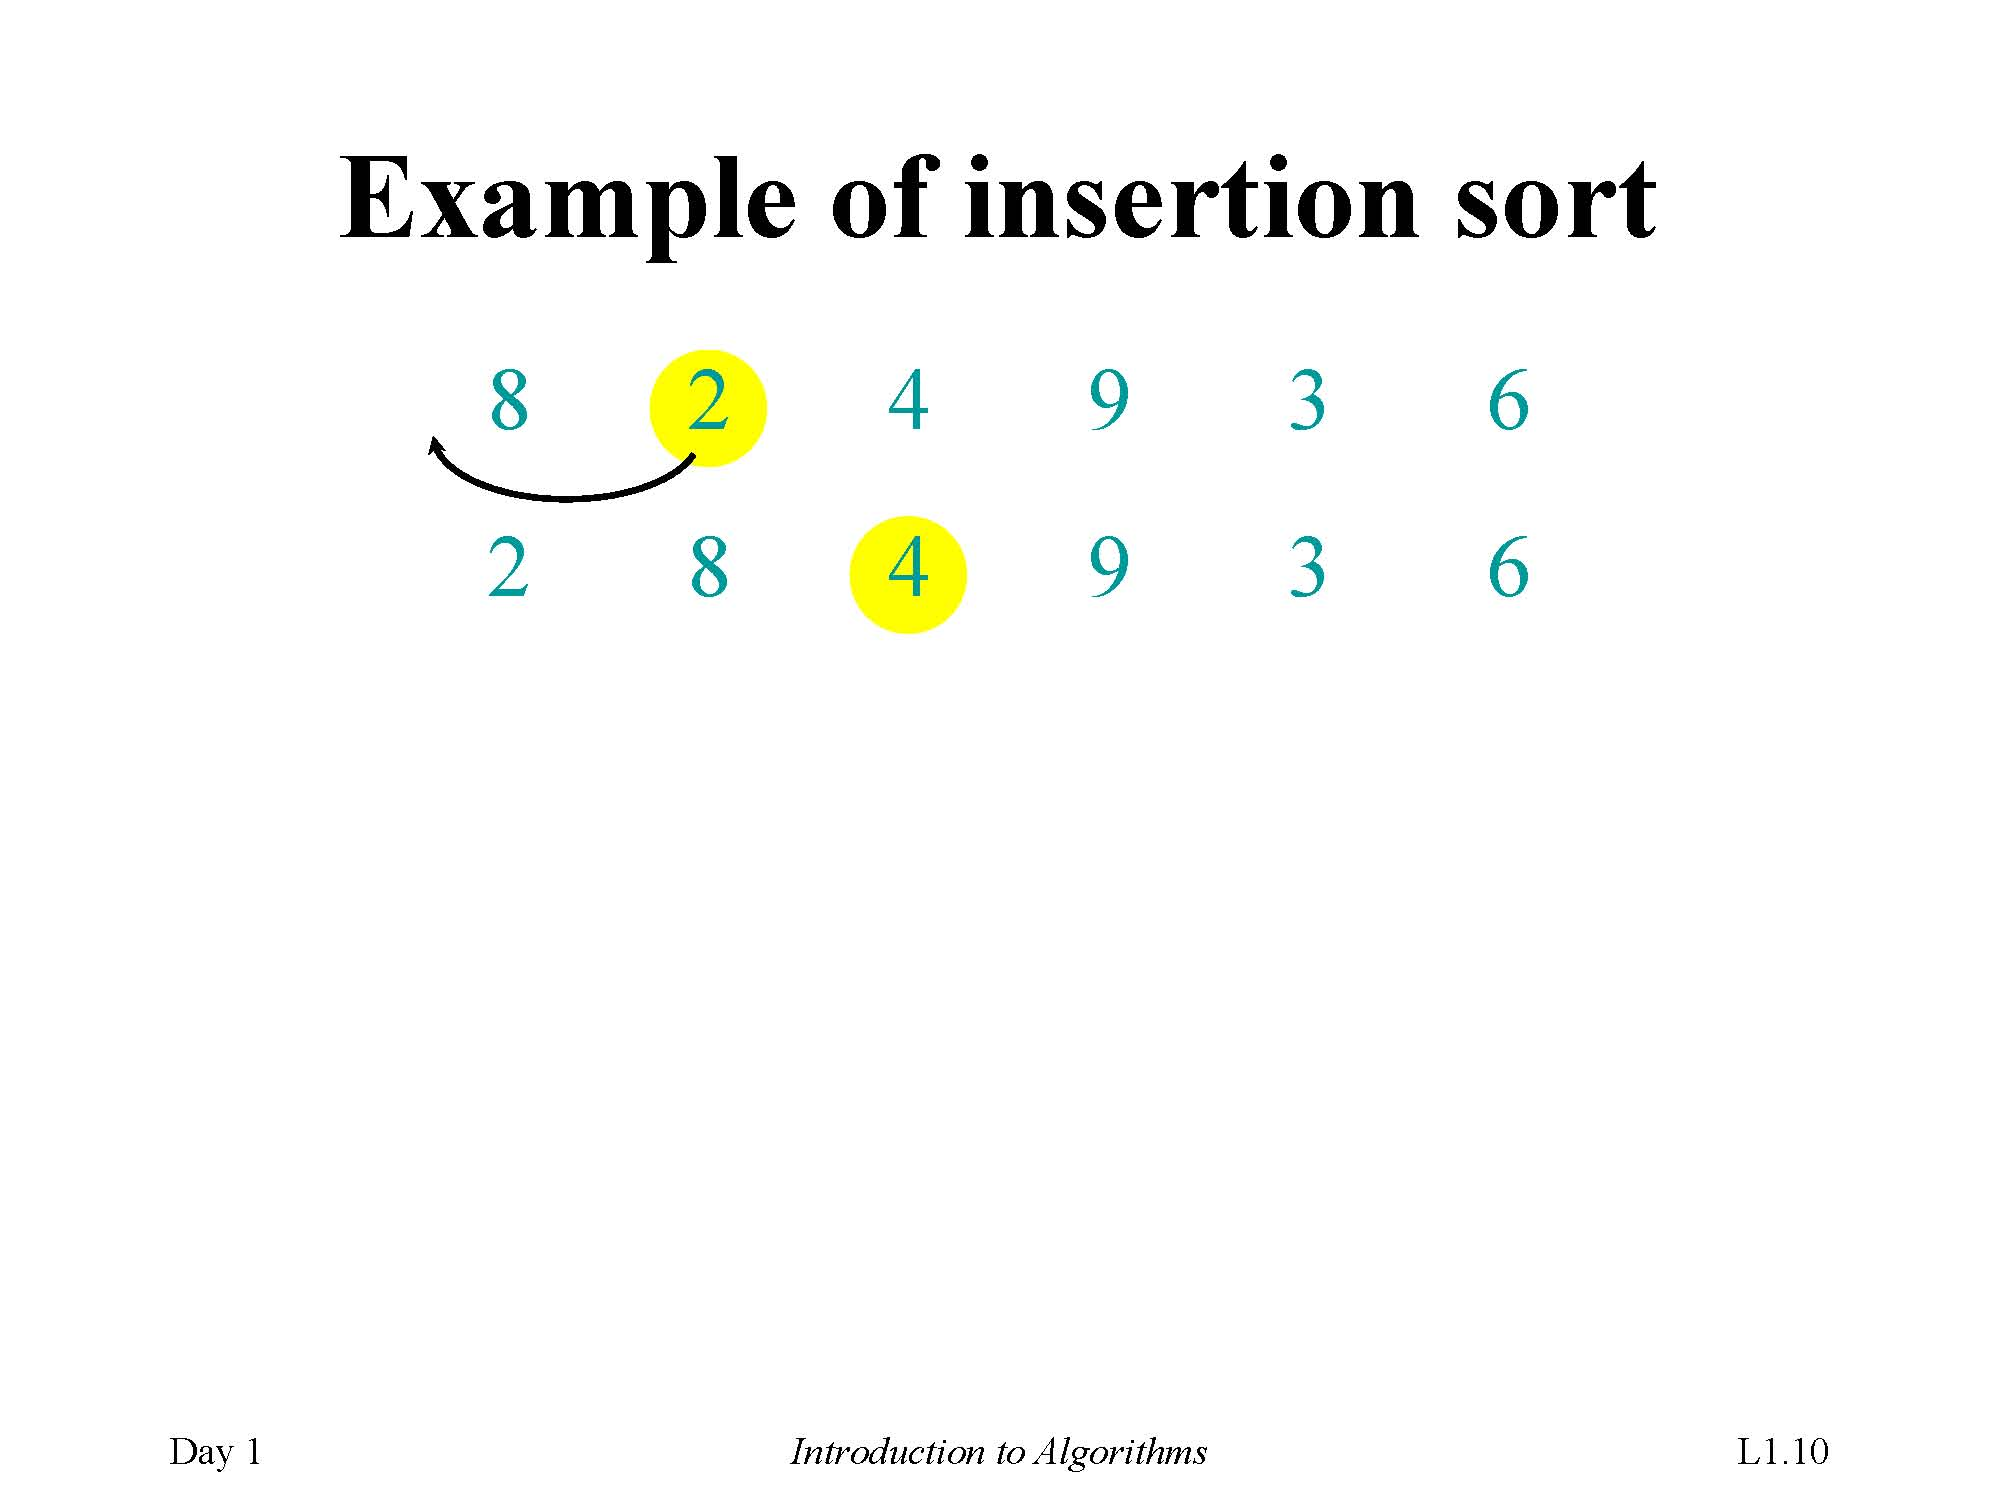 Example of insertion sort
8 2 4 9 3 6
2 8 4 9 3 6
Day 1 Introduction to Algorithms L1.10